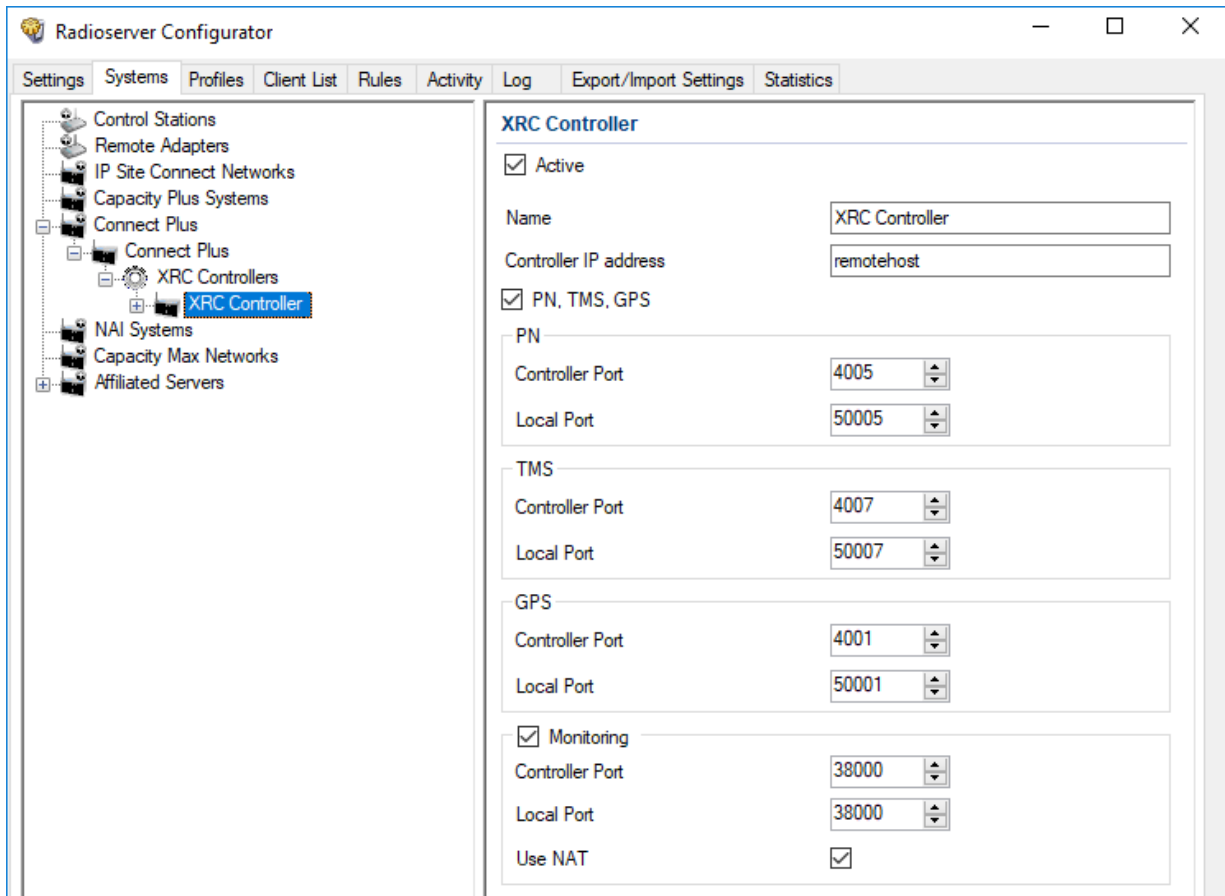 Radioserver Configurator
Settings Systems Profiles Client List Rules Activity Log Export/Import Settings Statistics
Control Stations
Remote Adapters
IP Site Connect Networks
Capacity Plus Systems
Connect Plus
Connect Plus
XRC Controllers
XRC Controller
NAI Systems
Capacity Max Networks
Affiliated Servers
XRC Controller
Active
Name XRC Controller
Controller IP address remotehost
PN, TMS, GPS
PN
Controller Port 4005
Local Port 50005
TMS
Controller Port 4007
Local Port 50007
GPS
Controller Port 4001
Local Port 50001
Monitoring
Controller Port 38000
Local Port 38000
Use NAT